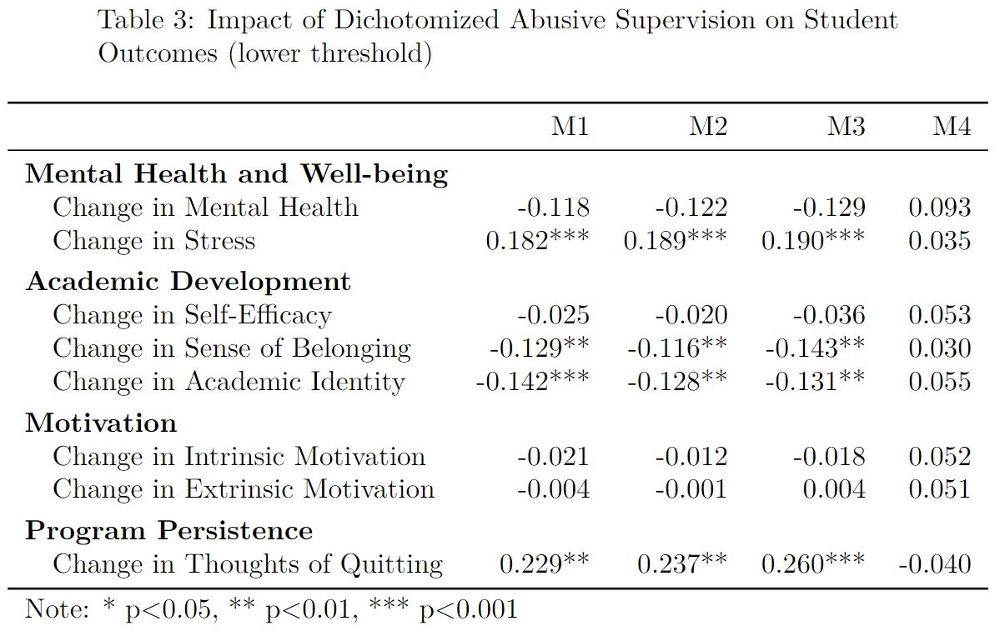 Table 3: Impact of Dichotomized Abusive Supervision on Student
Outcomes (lower threshold)
M1 M2 M3 M4
Mental Health and Well-being
Change in Mental Health -0.118 -0.122 -0.129 0.093
Change in Stress 0.182*** 0.189*** 0.190*** 0.035
Academic Development
Change in Self-Efficacy -0.025 -0.020 -0.036 0.053
Change in Sense of Belonging -0.129** -0.116** -0.143** 0.030
Change in Academic Identity -0.142*** -0.128** -0.131** 0.055
Motivation
Change in Intrinsic Motivation -0.021 -0.012 -0.018 0.052
Change in Extrinsic Motivation -0.004 -0.001 0.004 0.051
Program Persistence
Change in Thoughts of Quitting 0.229** 0.237** 0.260*** -0.040
Note: * p<0.05, ** p<0.01, *** p<0.001